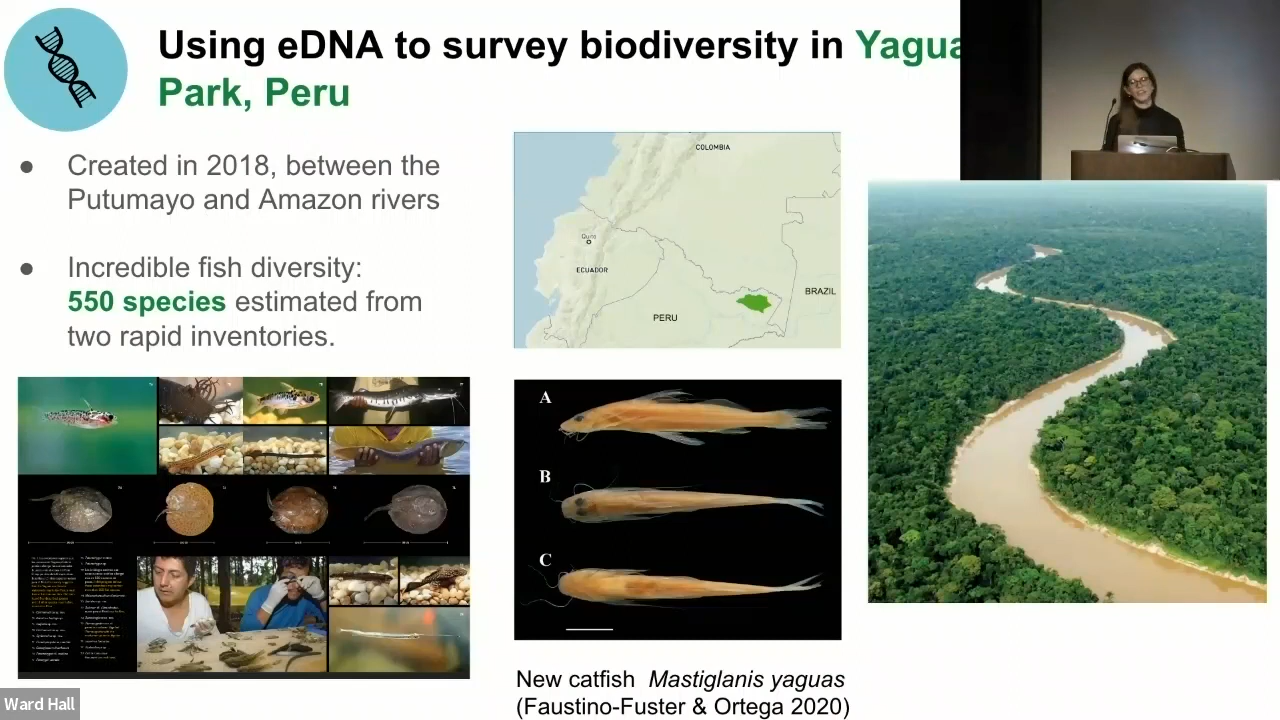 Using eDNA to survey biodiversity in Yagua
Park, Peru
● Created in 2018, between the
Putumayo and Amazon rivers
● Incredible fish diversity:
550 species estimated from
two rapid inventories.
COLOMBIA
Quito
ECUADOR
PERU
BRAZIL
A
B
C
New catfish Mastiglanis yaguas
(Faustino-Fuster & Ortega 2020)
Ward Hall